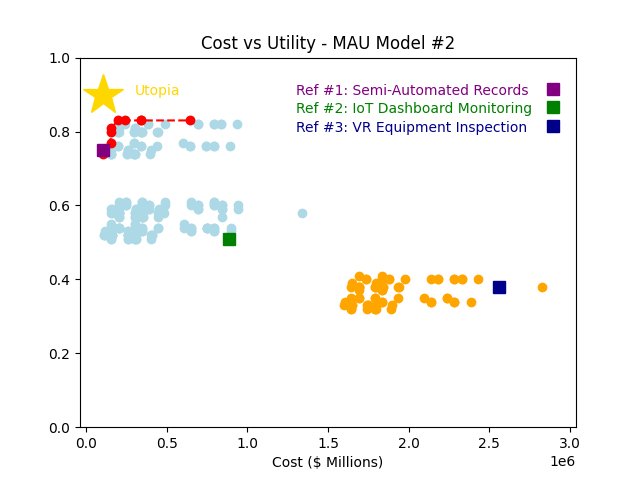 Cost vs Utility - MAU Model #2
1.0
Utopia
Ref #1: Semi-Automated Records
Ref #2: IoT Dashboard Monitoring
Ref #3: VR Equipment Inspection
0.8
0.6
0.4
0.2
0.0
0.0 0.5 1.0 1.5 2.0 2.5 3.0
Cost ($ Millions)
1e6